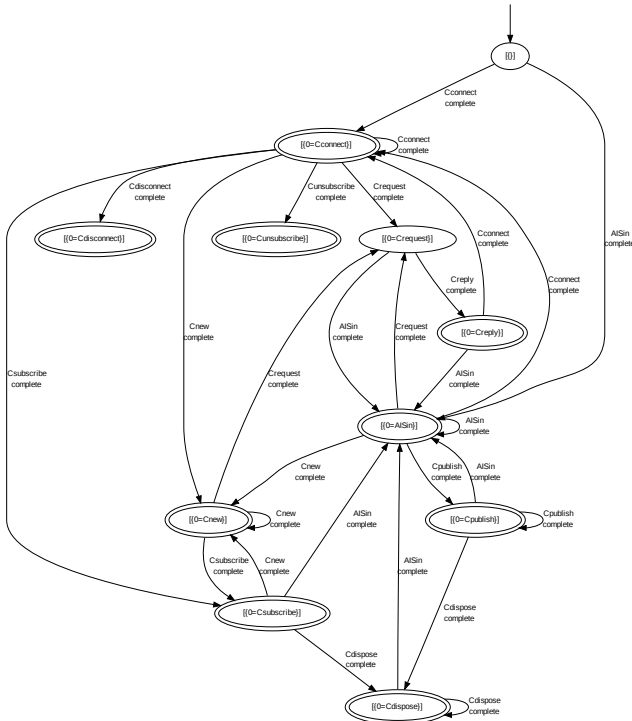 [{}]
Cconnect
complete
[{0=Cconnect}]
Cconnect
complete
Cdisconnect
complete
Cunsubscribe
complete
Crequest
complete
[{0=Cdisconnect}]
[{0=Cunsubscribe}]
[{0=Crequest}]
Cconnect
complete
AISin
complete
Creply
complete
Cconnect
complete
Cnew
complete
AISin
complete
Crequest
complete
[{0=Creply}]
Csubscribe
complete
Crequest
complete
AISin
complete
[{0=AISin}]
AISin
complete
Cnew
complete
Cpublish
complete
AISin
complete
[{0=Cnew}]
Cnew
complete
AISin
complete
[{0=Cpublish}]
Cpublish
complete
Csubscribe
complete
Cnew
complete
AISin
complete
[{0=Csubscribe}]
Cdispose
complete
Cdispose
complete
[{0=Cdispose}]
Cdispose
complete